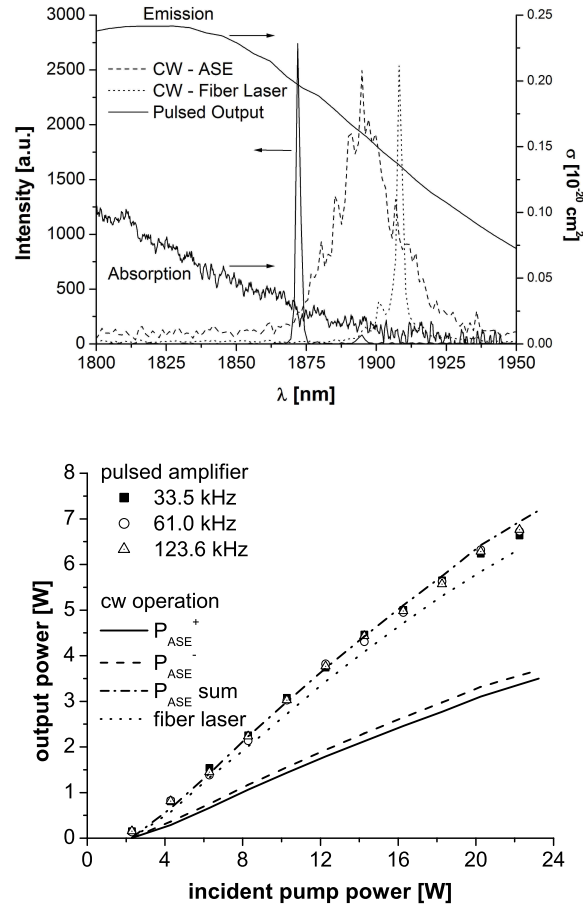 3000
2500
2000
1500
1000
500
0
Intensity [a.u.]
Emission
CW - ASE
CW - Fiber Laser
Pulsed Output
Absorption
0.25
0.20
0.15
0.10
0.05
0.00
σ [10⁻²⁰ cm²]
1800 1825 1850 1875 1900 1925 1950
λ [nm]
8
7
6
5
4
3
2
1
0
output power [W]
pulsed amplifier
33.5 kHz
61.0 kHz
123.6 kHz
cw operation
P_ASE⁺
P_ASE⁻
P_ASE sum
fiber laser
0 4 8 12 16 20 24
incident pump power [W]